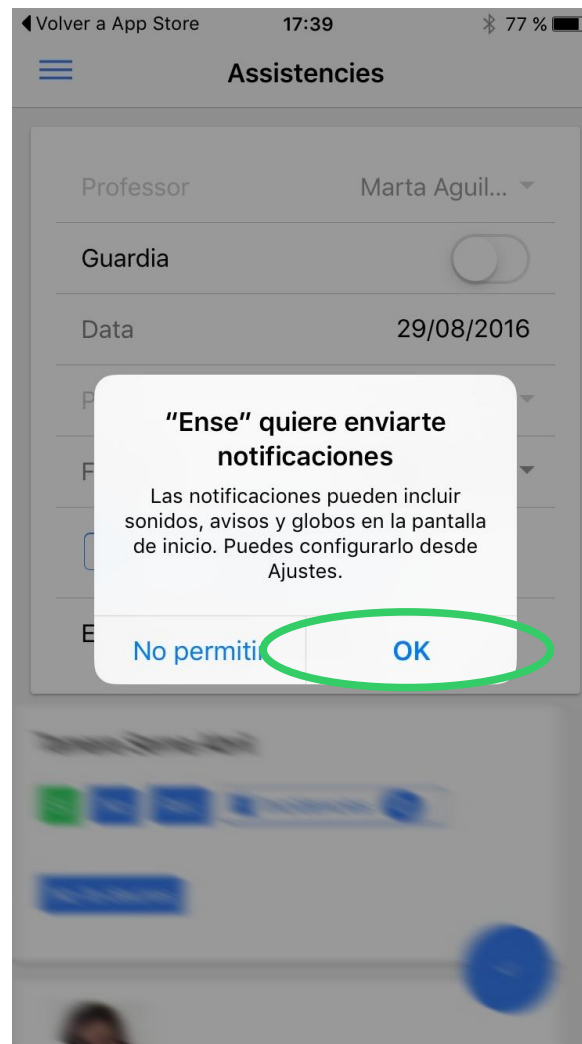 Volver a App Store 17:39 77 %
Assistencies
Professor Marta Aguil...
Guardia
Data 29/08/2016
P
F
E
"Ense" quiere enviarte
notificaciones
Las notificaciones pueden incluir
sonidos, avisos y globos en la pantalla
de inicio. Puedes configurarlo desde
Ajustes.
No permitir OK